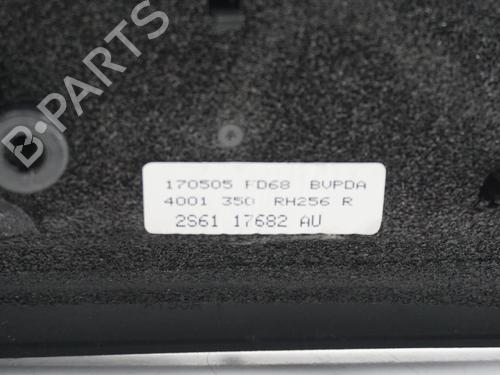 B-PARTS
170505 FD68 BVPDA
4001 350 RH256 R
2S61 17682 AU